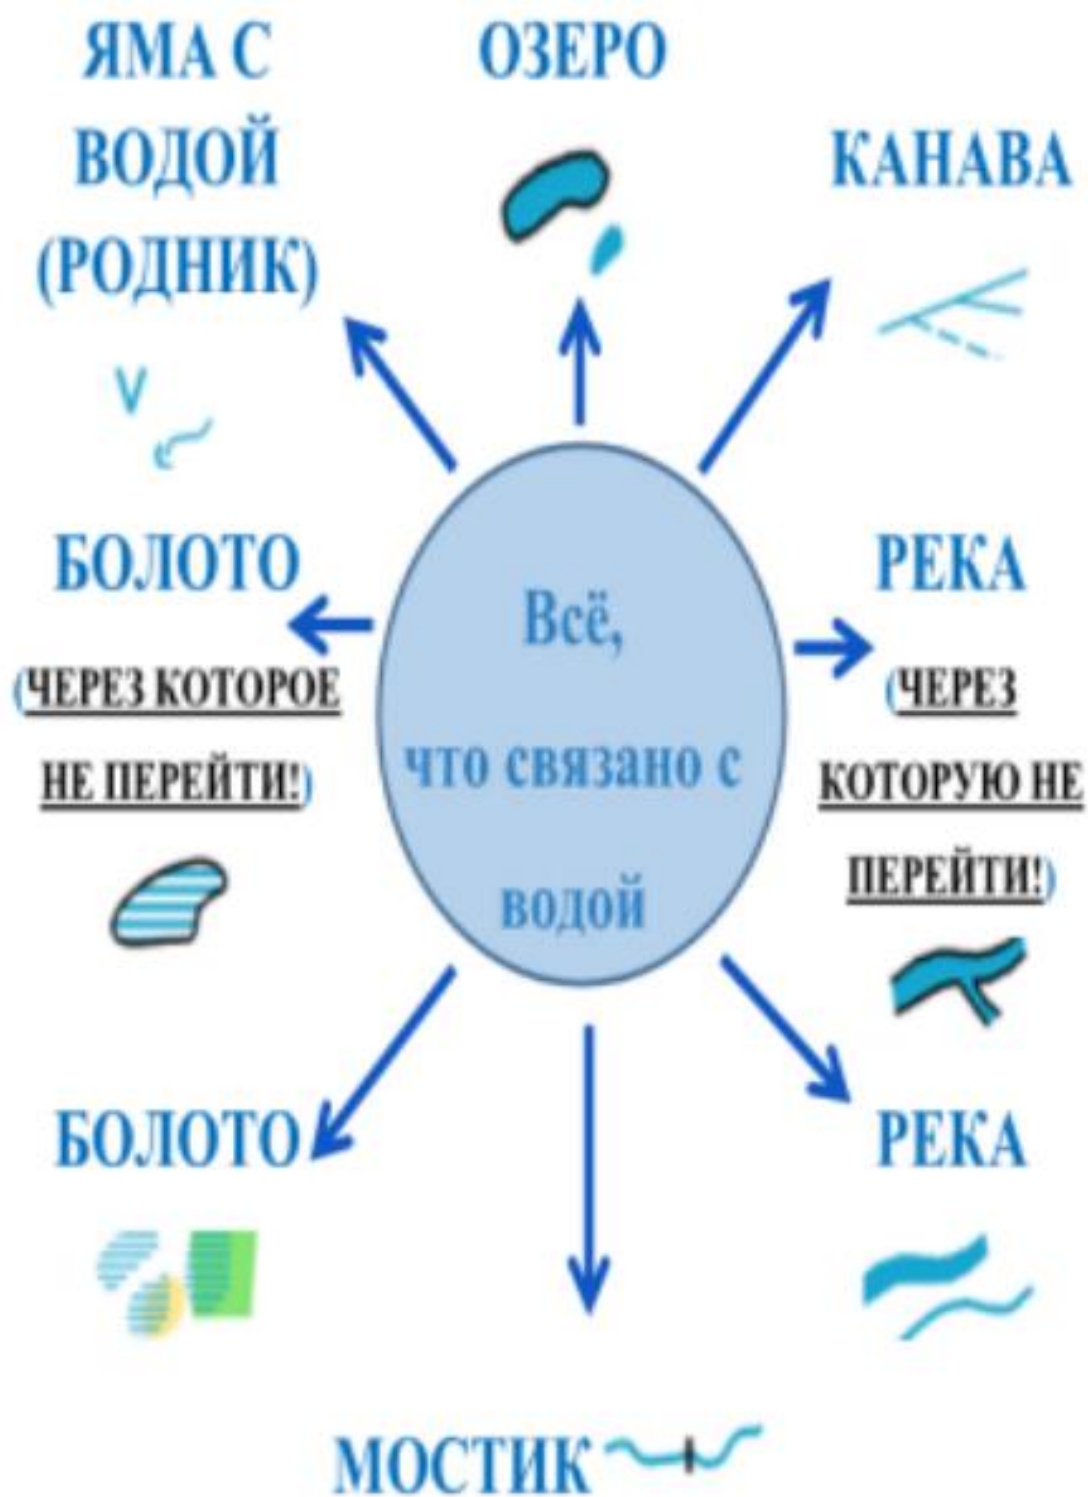 ЯМА С
ВОДОЙ
(РОДНИК)
ОЗЕРО
КАНАВА
БОЛОТО
(ЧЕРЕЗ КОТОРОЕ
НЕ ПЕРЕЙТИ!)
Всё,
что связано с
водой
РЕКА
(ЧЕРЕЗ
КОТОРУЮ НЕ
ПЕРЕЙТИ!)
БОЛОТО
РЕКА
МОСТИК